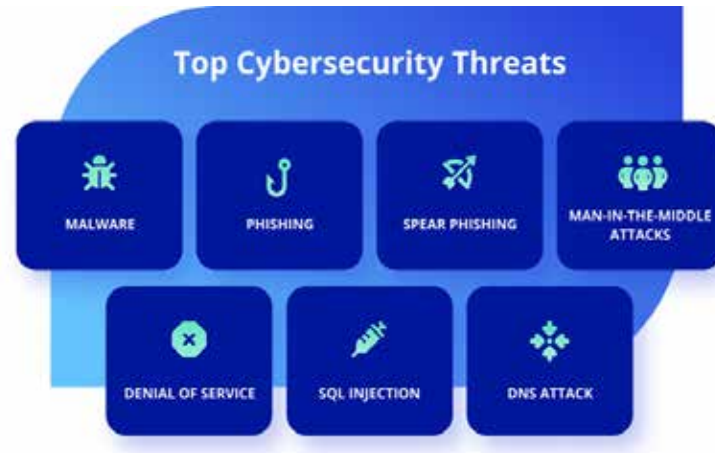 Top Cybersecurity Threats
MALWARE
PHISHING
SPEAR PHISHING
MAN-IN-THE-MIDDLE
ATTACKS
DENIAL OF SERVICE
SQL INJECTION
DNS ATTACK